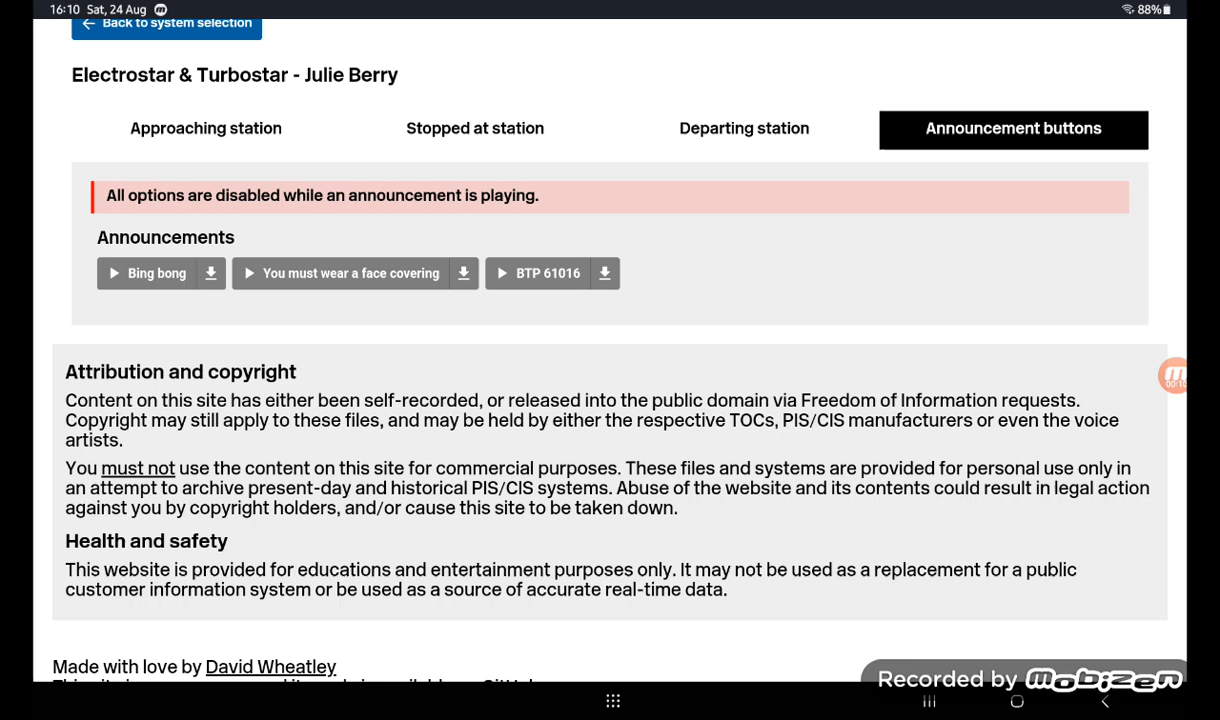 16:10 Sat, 24 Aug
88%
Back to system selection
Electrostar & Turbostar - Julie Berry
Approaching station
Stopped at station
Departing station
Announcement buttons
All options are disabled while an announcement is playing.
Announcements
Bing bong
You must wear a face covering
BTP 61016
Attribution and copyright
Content on this site has either been self-recorded, or released into the public domain via Freedom of Information requests.
Copyright may still apply to these files, and may be held by either the respective TOCs, PIS/CIS manufacturers or even the voice
artists.
You must not use the content on this site for commercial purposes. These files and systems are provided for personal use only in
an attempt to archive present-day and historical PIS/CIS systems. Abuse of the website and its contents could result in legal action
against you by copyright holders, and/or cause this site to be taken down.
Health and safety
This website is provided for educations and entertainment purposes only. It may not be used as a replacement for a public
customer information system or be used as a source of accurate real-time data.
Made with love by David Wheatley
Recorded by mobizen